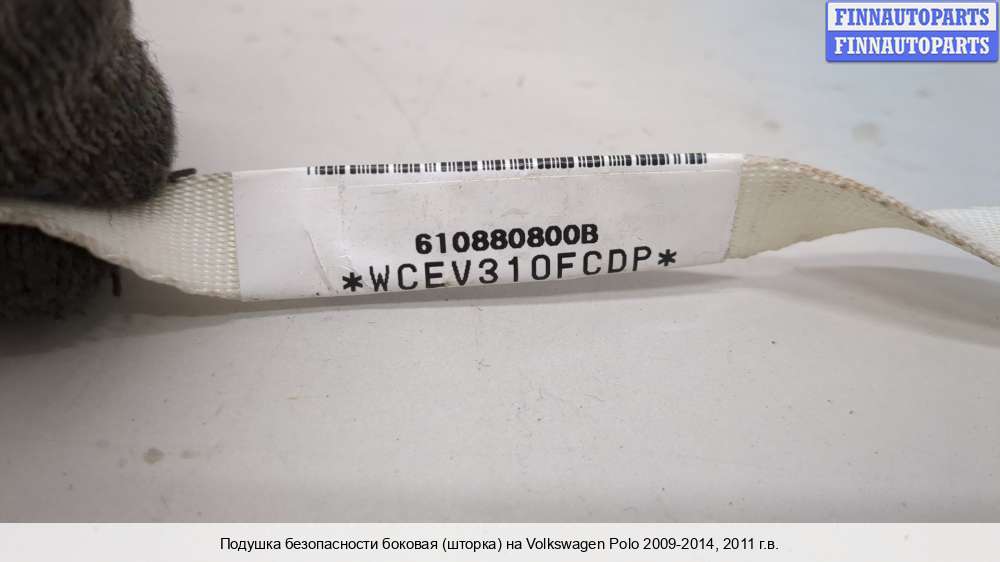 FINNAUTOPARTS
FINNAUTOPARTS
610880800B
*WCEV310FCDP*
Подушка безопасности боковая (шторка) на Volkswagen Polo 2009-2014, 2011 г.в.